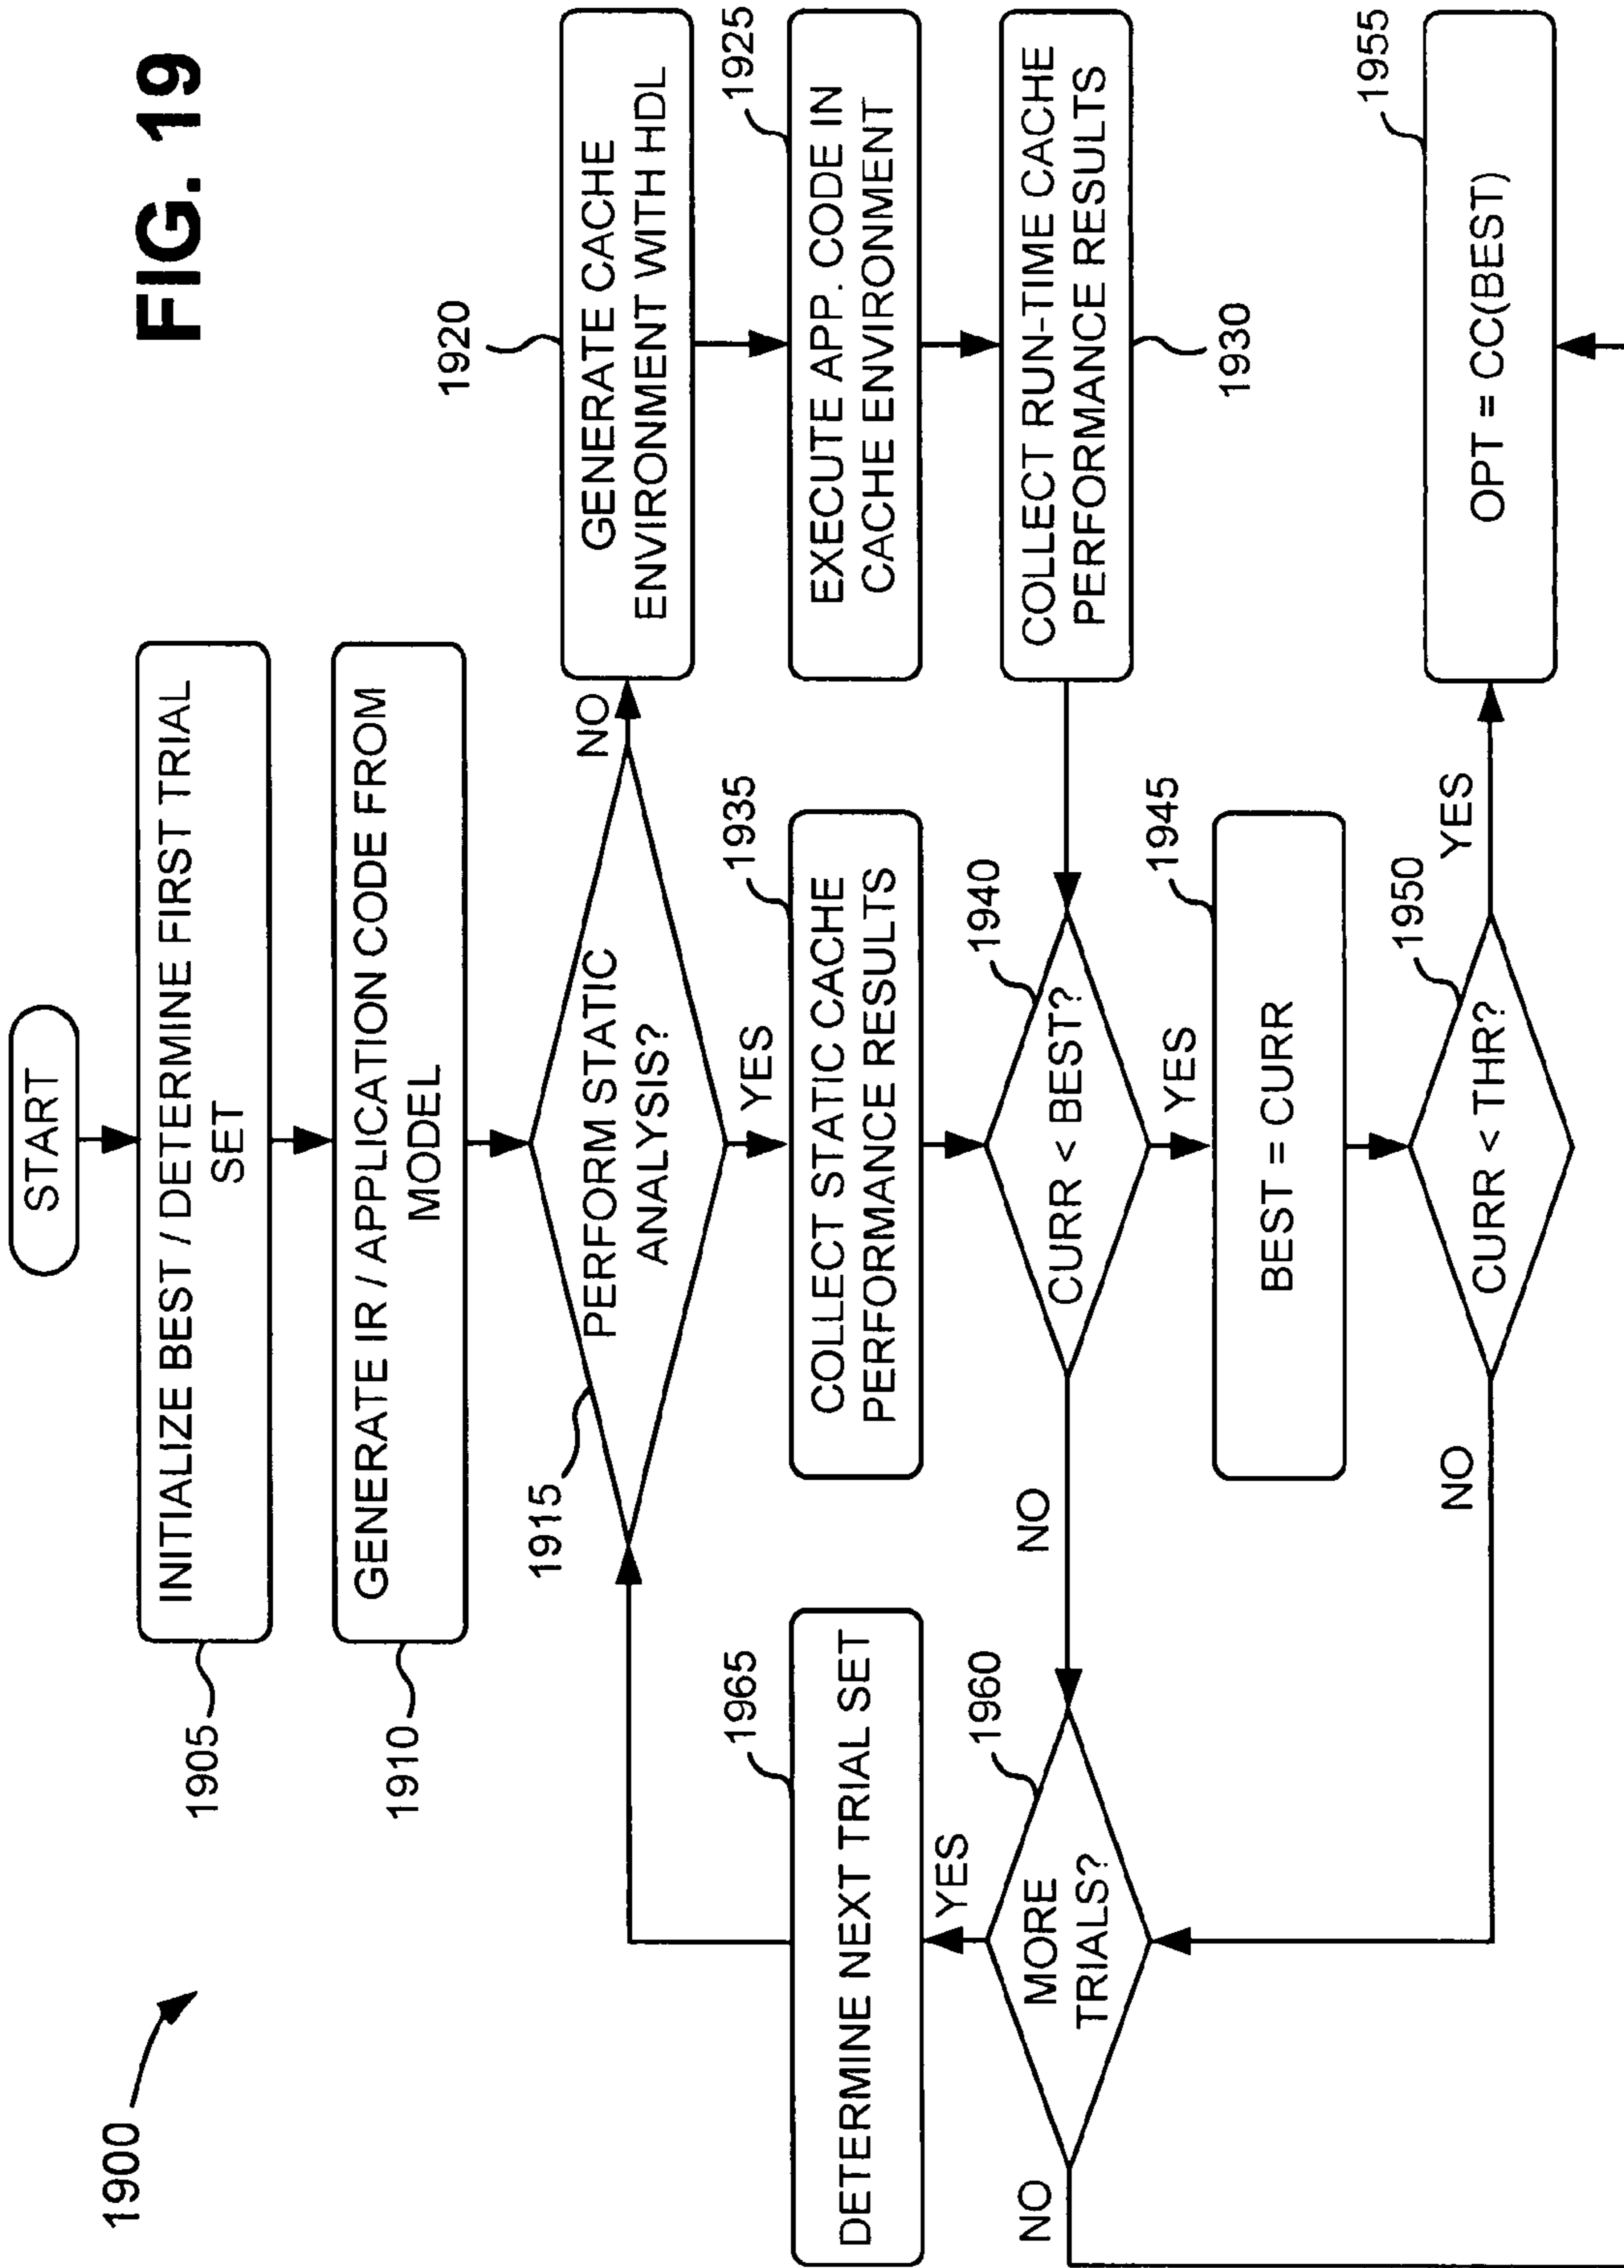 FIG. 19
1900
START
1905
INITIALIZE BEST / DETERMINE FIRST TRIAL
SET
1910
GENERATE IR / APPLICATION CODE FROM
MODEL
1915
PERFORM STATIC
ANALYSIS?
NO
YES
1920
GENERATE CACHE
ENVIRONMENT WITH HDL
1925
EXECUTE APP. CODE IN
CACHE ENVIRONMENT
COLLECT RUN-TIME CACHE
PERFORMANCE RESULTS
1930
1935
COLLECT STATIC CACHE
PERFORMANCE RESULTS
1940
CURR < BEST?
NO
YES
1945
BEST = CURR
1950
CURR < THR?
YES
NO
1955
OPT = CC(BEST)
1960
MORE
TRIALS?
YES
NO
1965
DETERMINE NEXT TRIAL SET